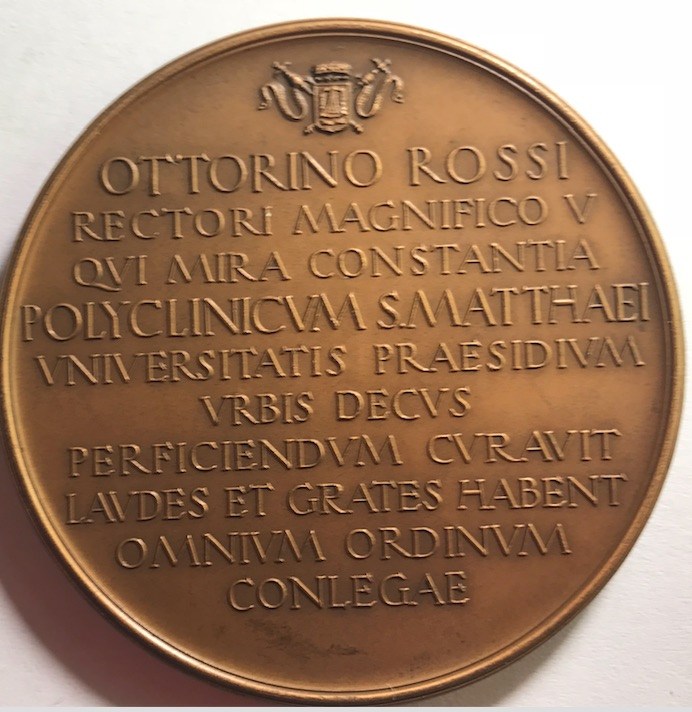 OTTORINO ROSSI
RECTORI MAGNIFICO V
QVI MIRA CONSTANTIA
POLYCLINICVM S.MATTHAEI
VNIVERSITATIS PRAESIDIVM
VRBIS DECVS
PERFICIENDVM CVRAVIT
LAVDES ET GRATES HABENT
OMNIVM ORDINVM
CONLEGAE